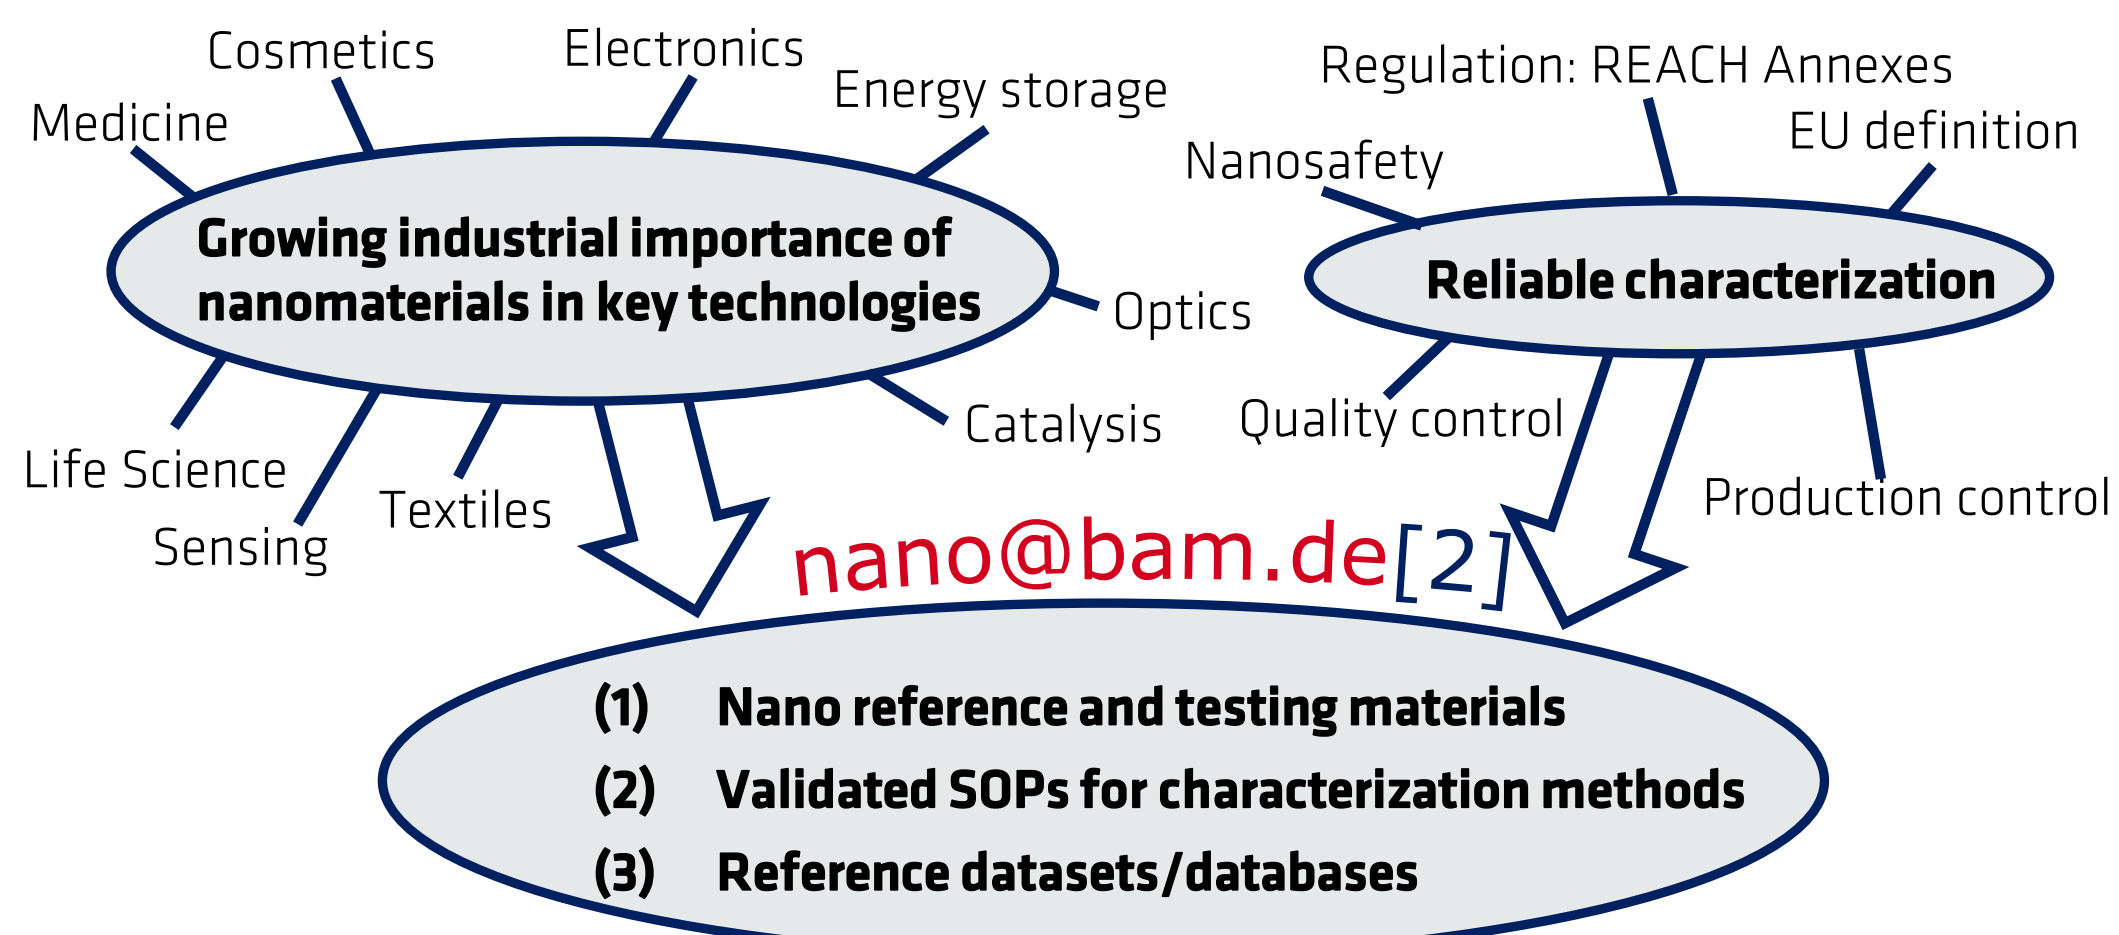 Cosmetics
Electronics
Energy storage
Medicine
Growing industrial importance of
nanomaterials in key technologies
Optics
Catalysis
Life Science
Sensing
Textiles
Regulation: REACH Annexes
EU definition
Nanosafety
Reliable characterization
Quality control
Production control
nano@bam.de[2]
(1) Nano reference and testing materials
(2) Validated SOPs for characterization methods
(3) Reference datasets/databases